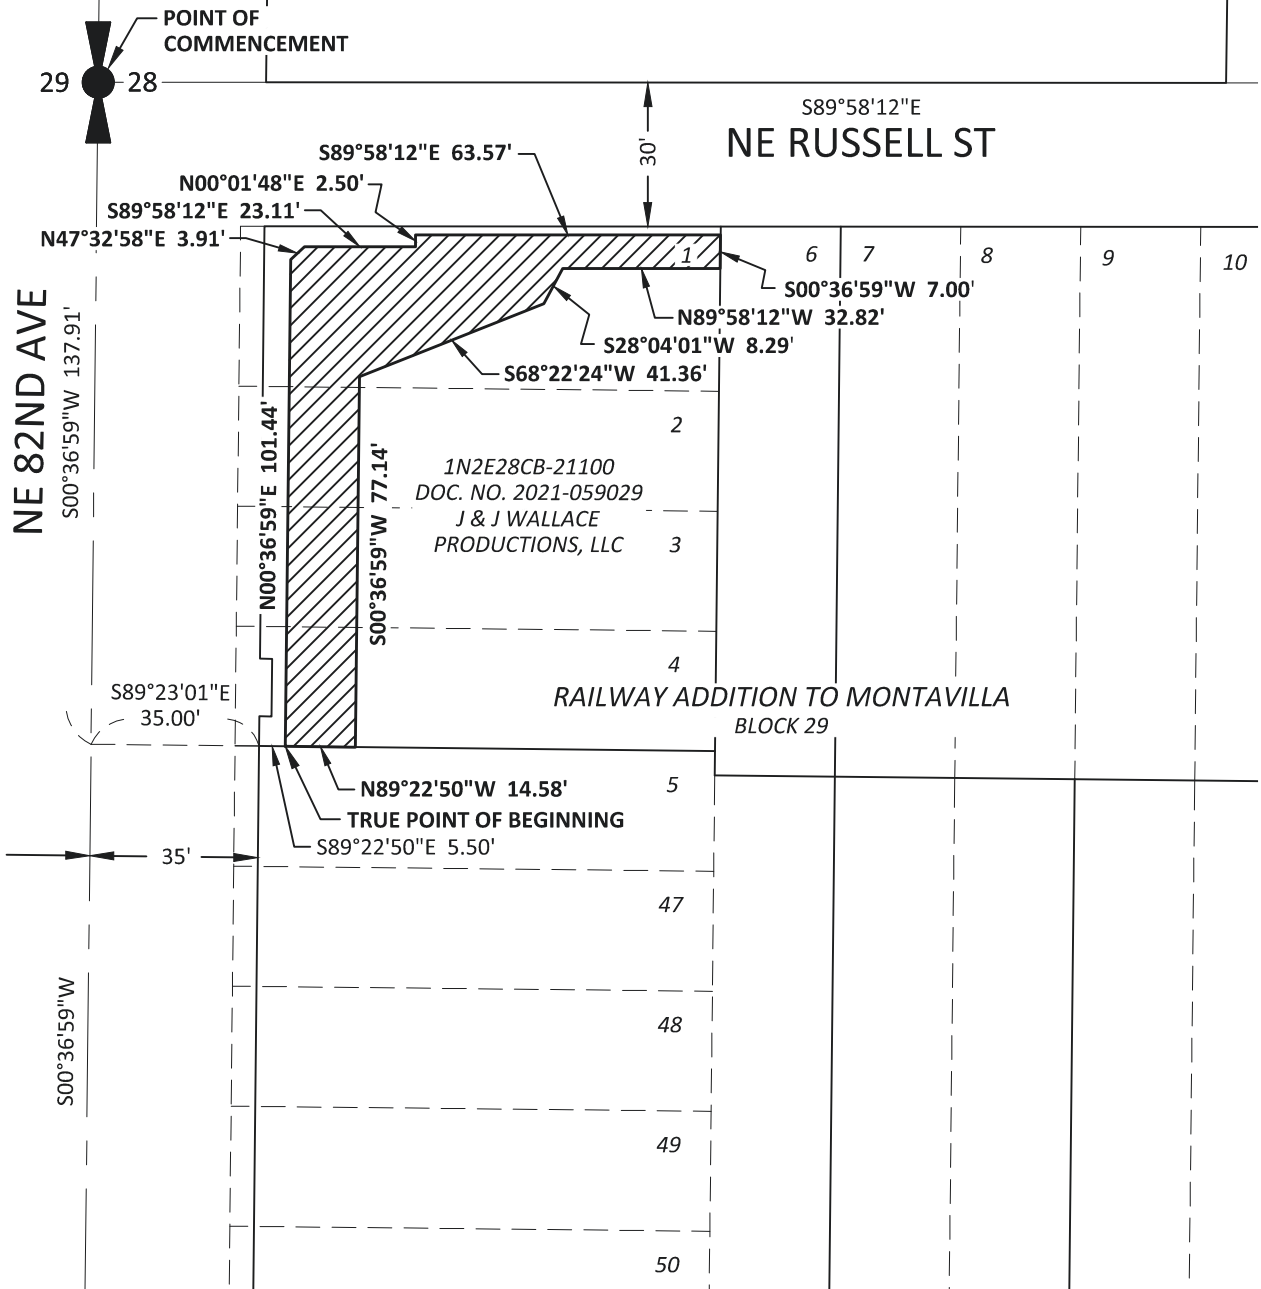 POINT OF
COMMENCEMENT
29 28
S89°58'12"E
NE RUSSELL ST
30'
S89°58'12"E 63.57'
N00°01'48"E 2.50'
S89°58'12"E 23.11'
N47°32'58"E 3.91'
1
6
7
8
9
10
S00°36'59"W 7.00'
N89°58'12"W 32.82'
S28°04'01"W 8.29'
S68°22'24"W 41.36'
NE 82ND AVE
S00°36'59"W 137.91'
N00°36'59"E 101.44'
S00°36'59"W 77.14'
2
1N2E28CB-21100
DOC. NO. 2021-059029
J & J WALLACE
PRODUCTIONS, LLC
3
4
S89°23'01"E
35.00'
RAILWAY ADDITION TO MONTAVILLA
BLOCK 29
N89°22'50"W 14.58'
5
TRUE POINT OF BEGINNING
S89°22'50"E 5.50'
35'
47
S00°36'59"W
48
49
50